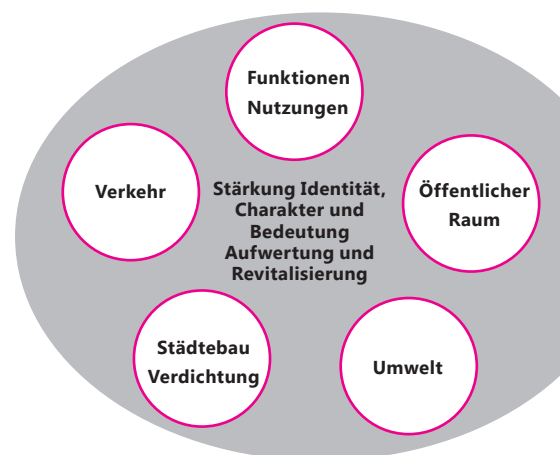 Funktionen
Nutzungen
Verkehr
Stärkung Identität,
Charakter und
Bedeutung
Aufwertung und
Revitalisierung
Öffentlicher
Raum
Städtebau
Verdichtung
Umwelt